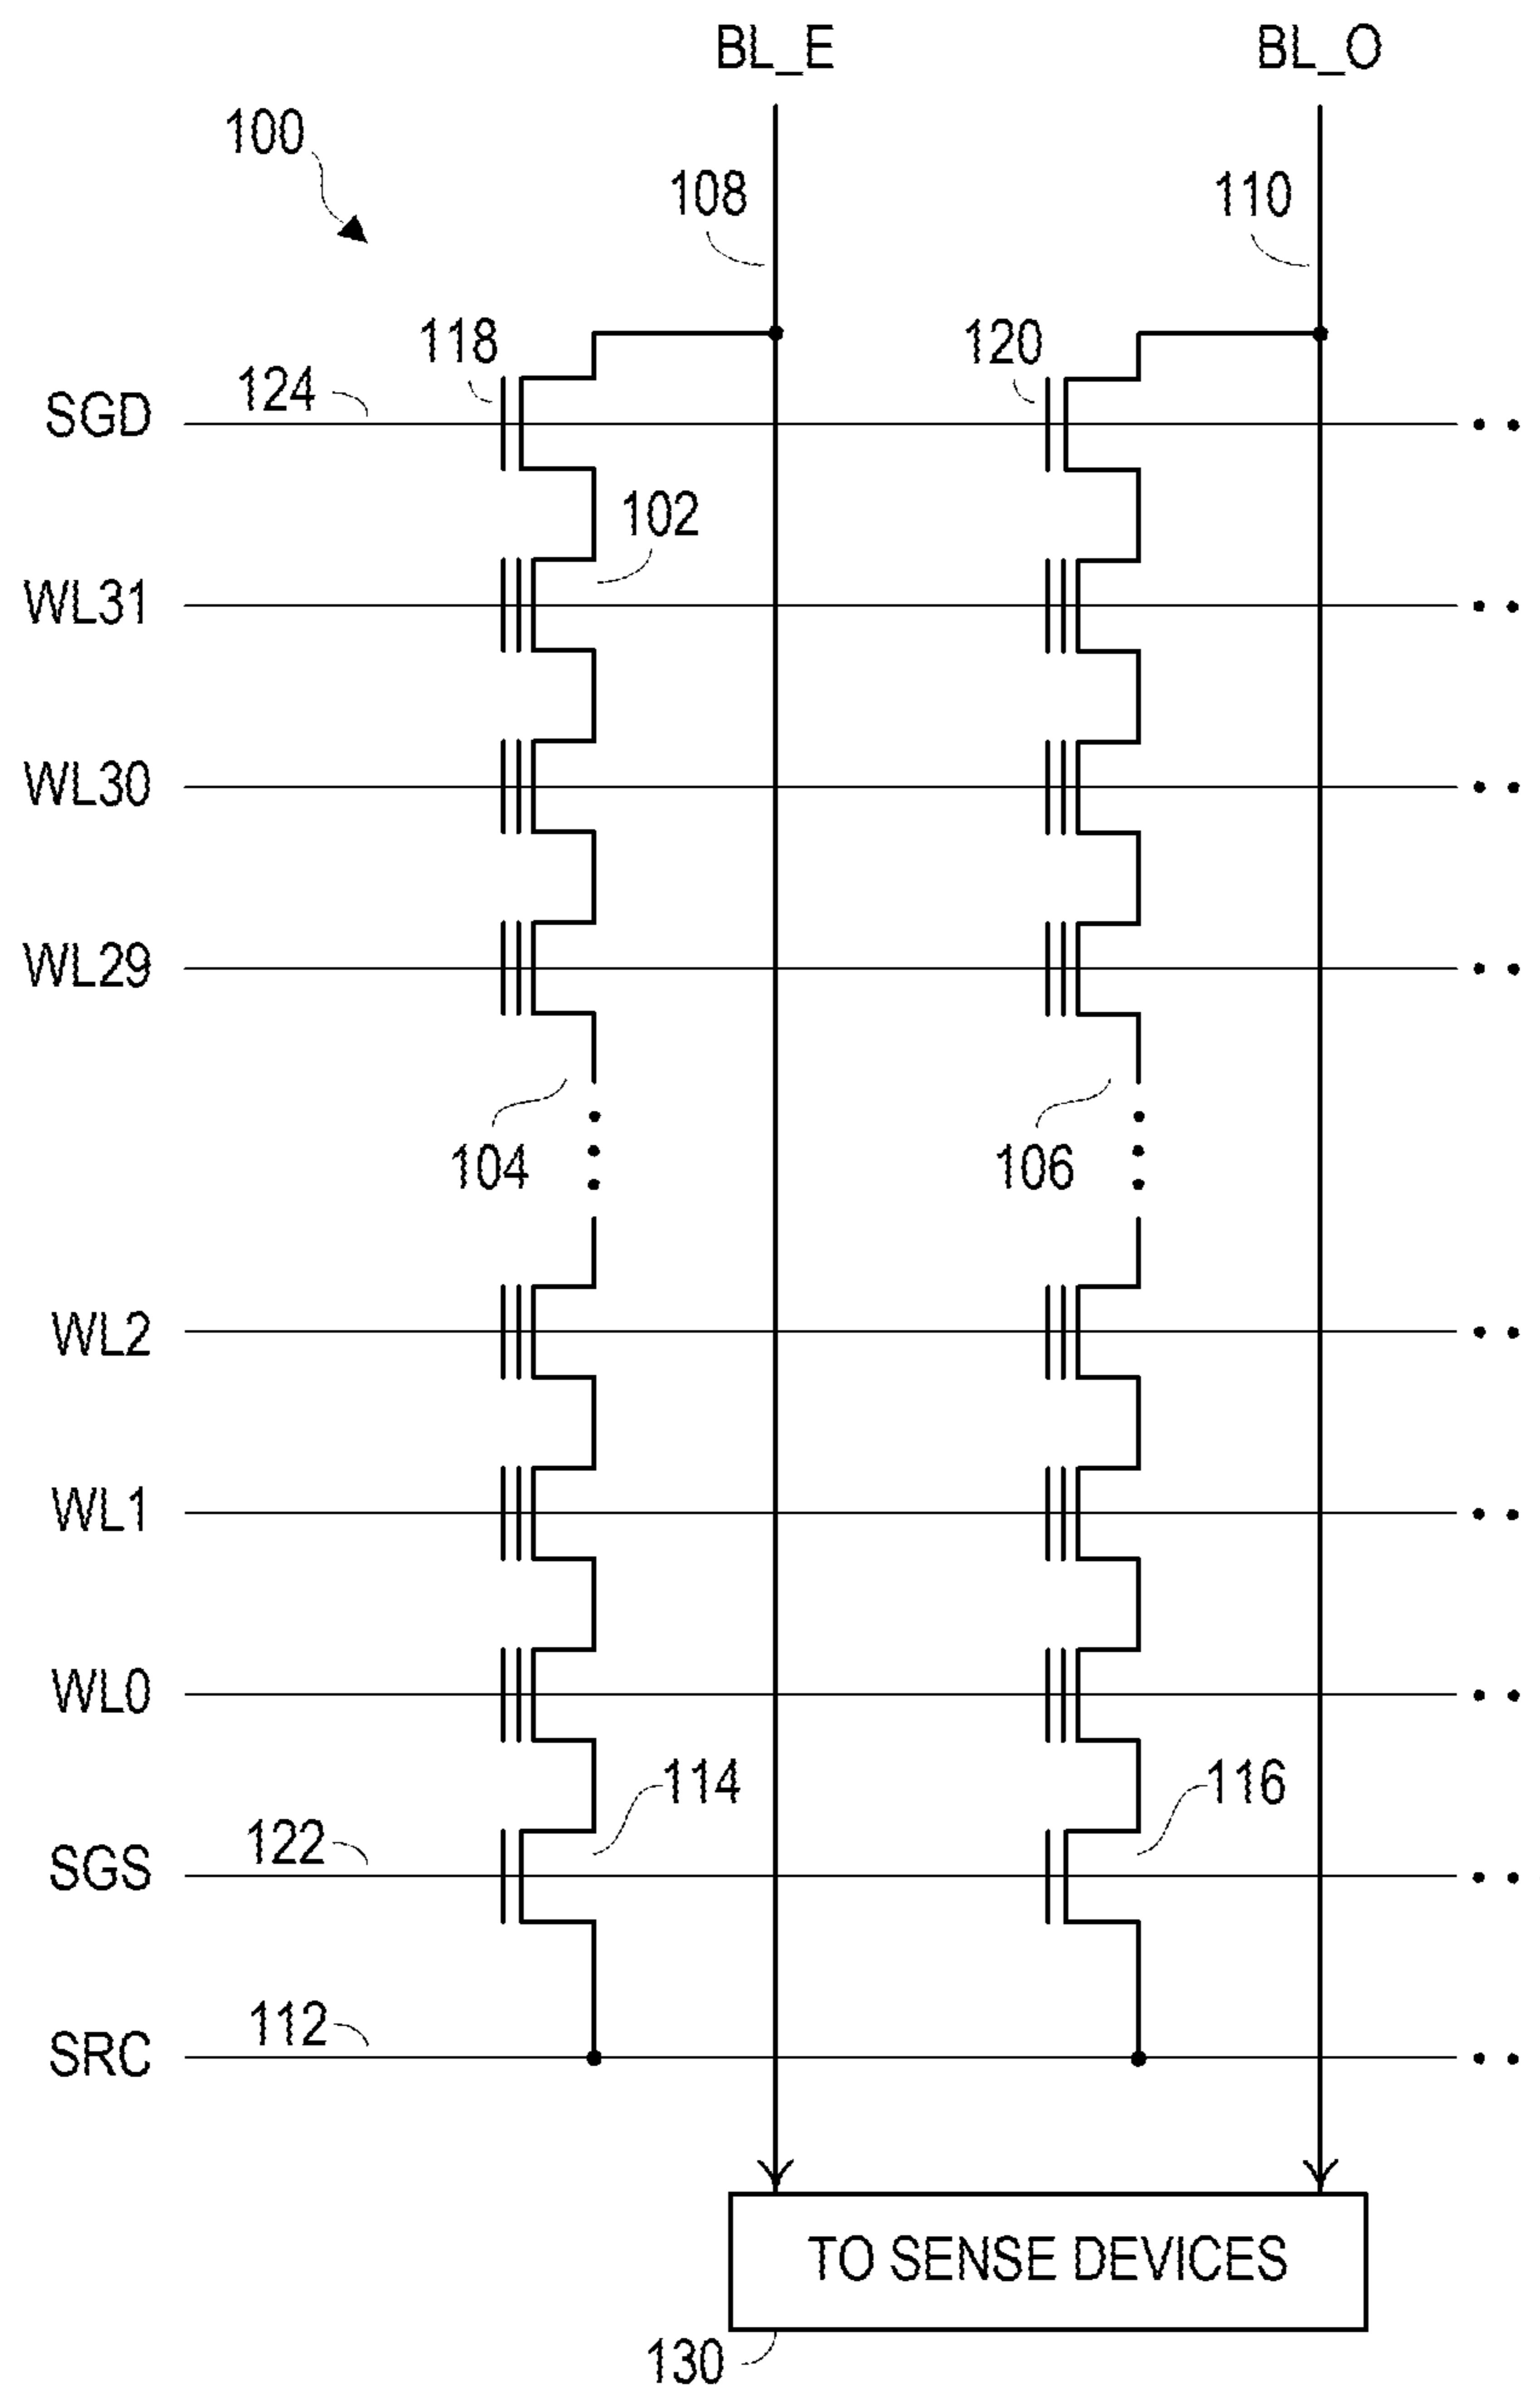 BL_E BL_O
100
108 110
118 120
SGD 124
102
WL31
WL30
WL29
104 106
WL2
WL1
WL0
114 116
SGS 122
SRC 112
TO SENSE DEVICES
130